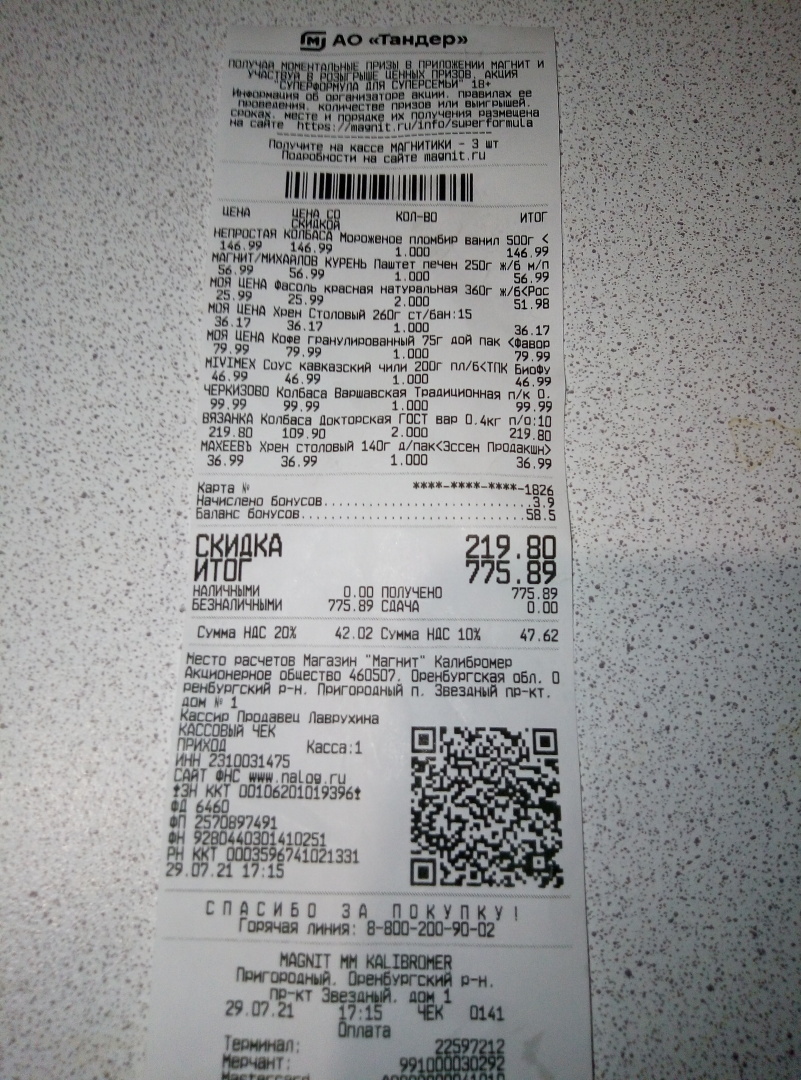 АО «Тандер»
ПОЛУЧАЙ МОМЕНТАЛЬНЫЕ ПРИЗЫ В ПРИЛОЖЕНИИ МАГНИТ И
УЧАСТВУЙ В РОЗЫГРЫШЕ ЦЕННЫХ ПРИЗОВ. АКЦИЯ
"СУПЕРФОРМУЛА ДЛЯ СУПЕРСЕМЬИ" 18+
Информация об организаторе акции, правилах ее
проведения, количестве призов или выигрышей,
сроках, месте и порядке их получения размещена
на сайте https://magnit.ru/info/superformula
Получите на кассе МАГНИТИКИ - 3 шт
Подробности на сайте magnit.ru
ЦЕНА ЦЕНА СО СКИДКОЙ КОЛ-ВО ИТОГ
НЕПРОСТАЯ КОЛБАСА Мороженое пломбир ванил 500г <
146.99 146.99 1.000 146.99
МАГНИТ/МИХАЙЛОВ КУРЕНЬ Паштет печен 250г ж/б м/п
56.99 56.99 1.000 56.99
МОЯ ЦЕНА Фасоль красная натуральная 360г ж/б<Рос
25.99 25.99 2.000 51.98
МОЯ ЦЕНА Хрен Столовый 260г ст/бан:15
36.17 36.17 1.000 36.17
МОЯ ЦЕНА Кофе гранулированный 75г дой пак <Фавор
79.99 79.99 1.000 79.99
MIVIMEX Соус кавказский чили 200г пл/б<ТПК Биофу
46.99 46.99 1.000 46.99
ЧЕРКИЗОВО Колбаса Варшавская Традиционная п/к 0.
99.99 99.99 1.000 99.99
ВЯЗАНКА Колбаса Докторская ГОСТ вар 0.4кг п/о:10
219.80 109.90 2.000 219.80
МАХЕЕВЪ Хрен столовый 140г д/пак<Эссен Продакшн>
36.99 36.99 1.000 36.99
Карта № ****-****-****-1826
Начислено бонусов..........................3.9
Баланс бонусов............................58.5
СКИДКА 219.80
ИТОГ 775.89
НАЛИЧНЫМИ 0.00 ПОЛУЧЕНО 775.89
БЕЗНАЛИЧНЫМИ 775.89 СДАЧА 0.00
Сумма НДС 20% 42.02 Сумма НДС 10% 47.62
Место расчетов Магазин "Магнит" Калибромер
Акционерное общество 460507, Оренбургская обл, О
ренбургский р-н, Пригородный п, Звездный пр-кт,
дом № 1
Кассир Продавец Лаврухина
КАССОВЫЙ ЧЕК
ПРИХОД Касса:1
ИНН 2310031475
САЙТ ФНС www.nalog.ru
ЗН ККТ 00106201019396
ФД 6460
ФП 2570897491
ФН 9280440301410251
РН ККТ 0003596741021331
29.07.21 17:15
СПАСИБО ЗА ПОКУПКУ!
Горячая линия: 8-800-200-90-02
MAGNIT MM KALIBROMER
Пригородный, Оренбургский р-н,
пр-кт Звездный, дом 1
29.07.21 17:15 ЧЕК 0141
Оплата
Терминал: 22597212
Мерчант: 991000030292